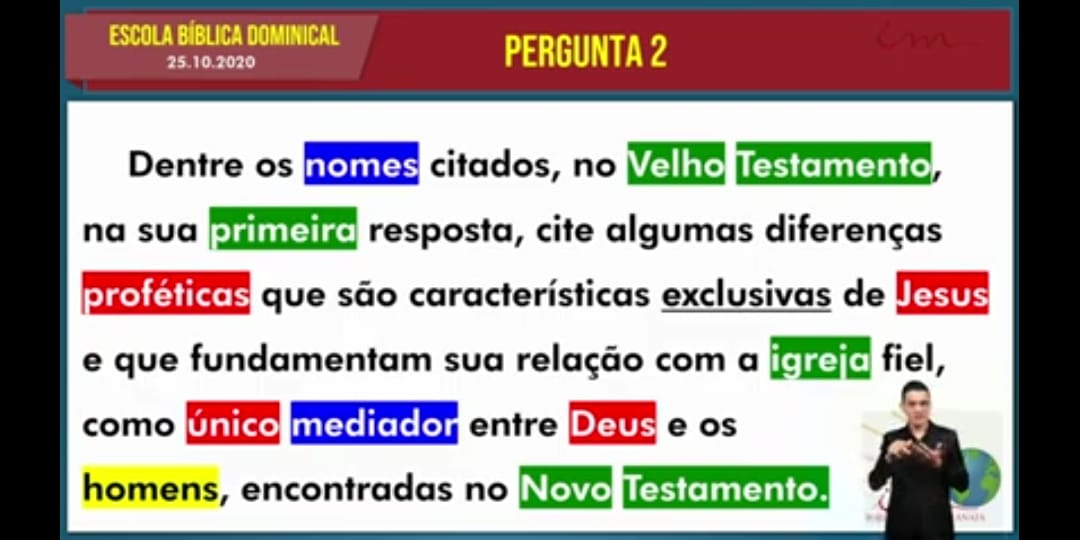 ESCOLA BÍBLICA DOMINICAL
25.10.2020
PERGUNTA 2
Dentre os nomes citados, no Velho Testamento,
na sua primeira resposta, cite algumas diferenças
proféticas que são características exclusivas de Jesus
e que fundamentam sua relação com a igreja fiel,
como único mediador entre Deus e os
homens, encontradas no Novo Testamento.